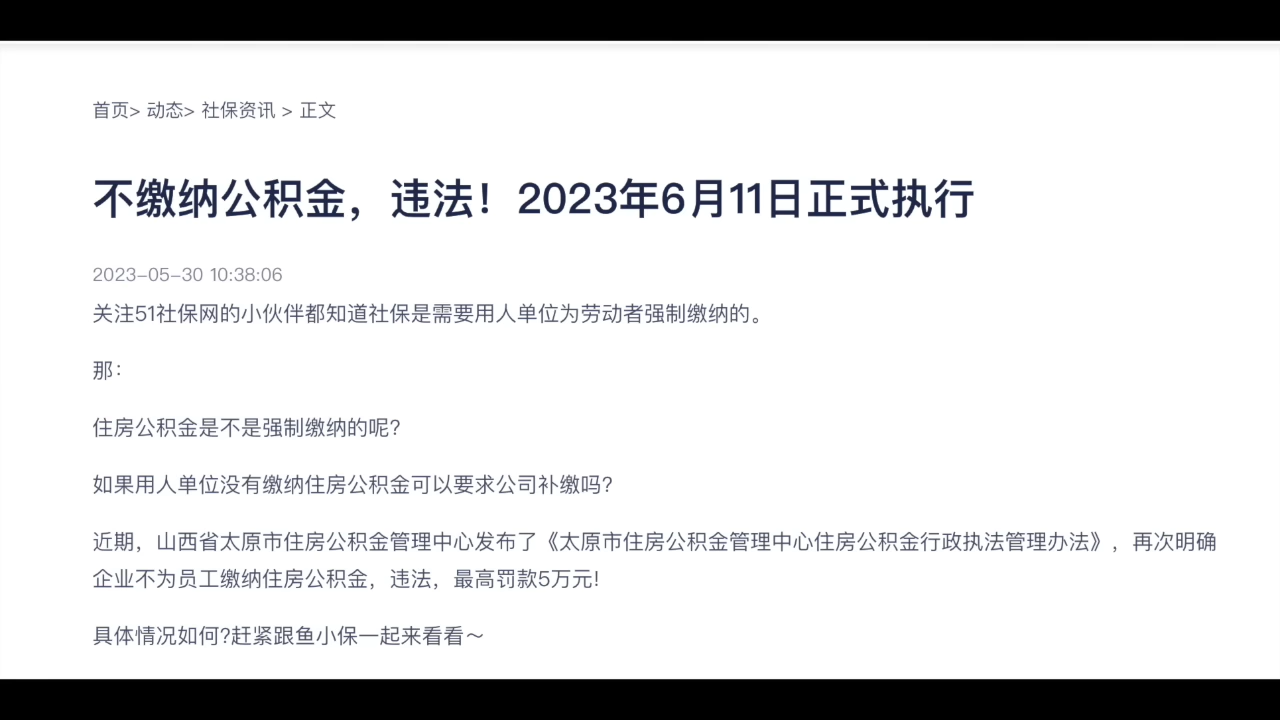 首页> 动态> 社保资讯 > 正文
不缴纳公积金，违法！2023年6月11日正式执行
2023-05-30 10:38:06
关注51社保网的小伙伴都知道社保是需要用人单位为劳动者强制缴纳的。
那：
住房公积金是不是强制缴纳的呢?
如果用人单位没有缴纳住房公积金可以要求公司补缴吗?
近期，山西省太原市住房公积金管理中心发布了《太原市住房公积金管理中心住房公积金行政执法管理办法》，再次明确
企业不为员工缴纳住房公积金，违法，最高罚款5万元!
具体情况如何?赶紧跟鱼小保一起来看看～